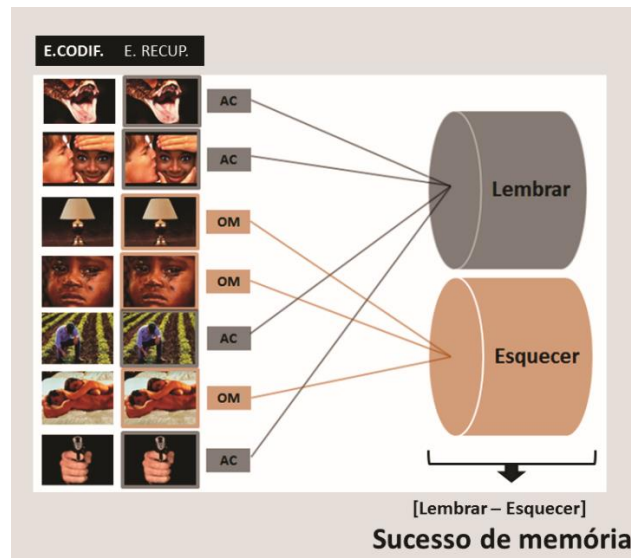 E.CODIF. E. RECUP.
AC
AC
OM
OM
AC
OM
AC
Lembrar
Esquecer
[Lembrar – Esquecer]
Sucesso de memória